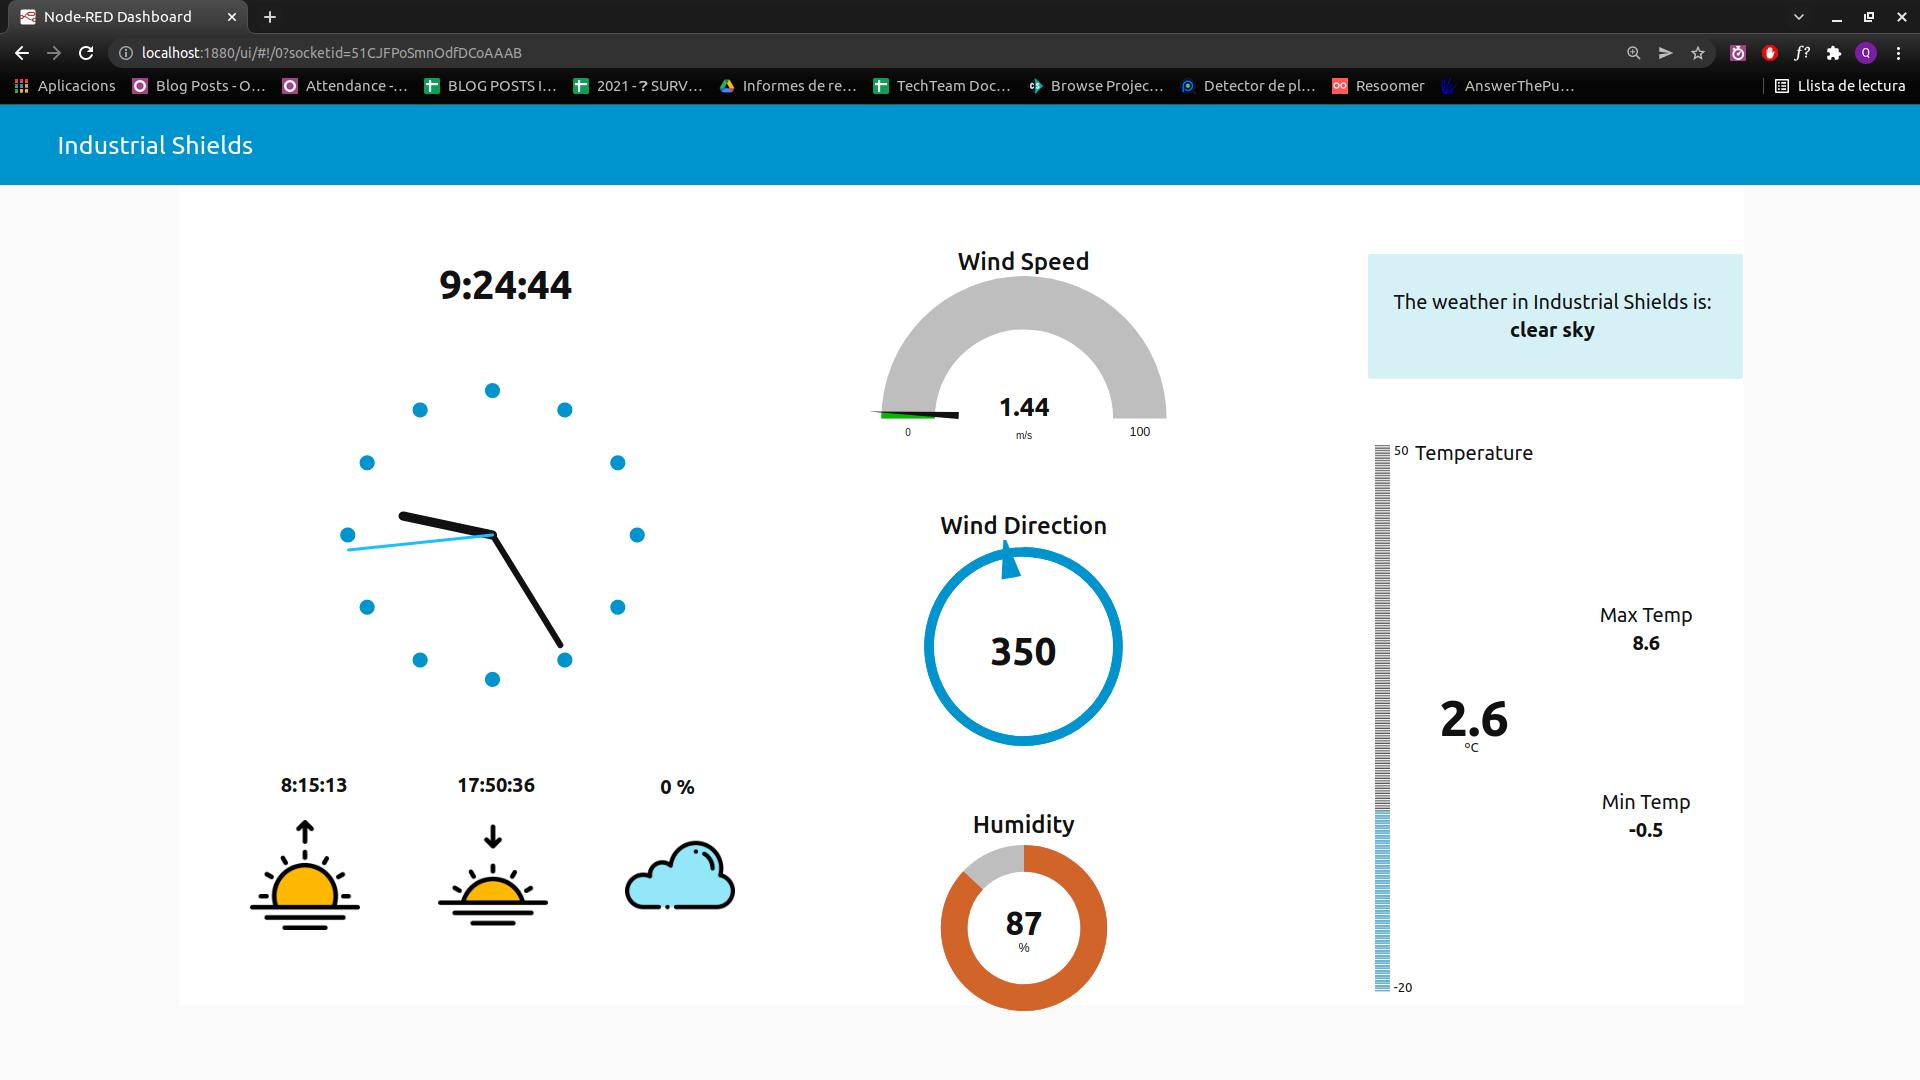 Node-RED Dashboard
localhost:1880/ui/#!/0?socketid=51CJFPoSmnOdfDCoAAAB
f?
Q
Aplicacions
Blog Posts - O...
Attendance -...
BLOG POSTS I...
2021 - ? SURV...
Informes de re...
TechTeam Doc...
Browse Projec...
Detector de pl...
Resoomer
AnswerThePu...
Llista de lectura
Industrial Shields
9:24:44
8:15:13
17:50:36
0 %
Wind Speed
1.44
m/s
0
100
Wind Direction
350
Humidity
87
%
The weather in Industrial Shields is:
clear sky
50
Temperature
2.6
ºC
-20
Max Temp
8.6
Min Temp
-0.5